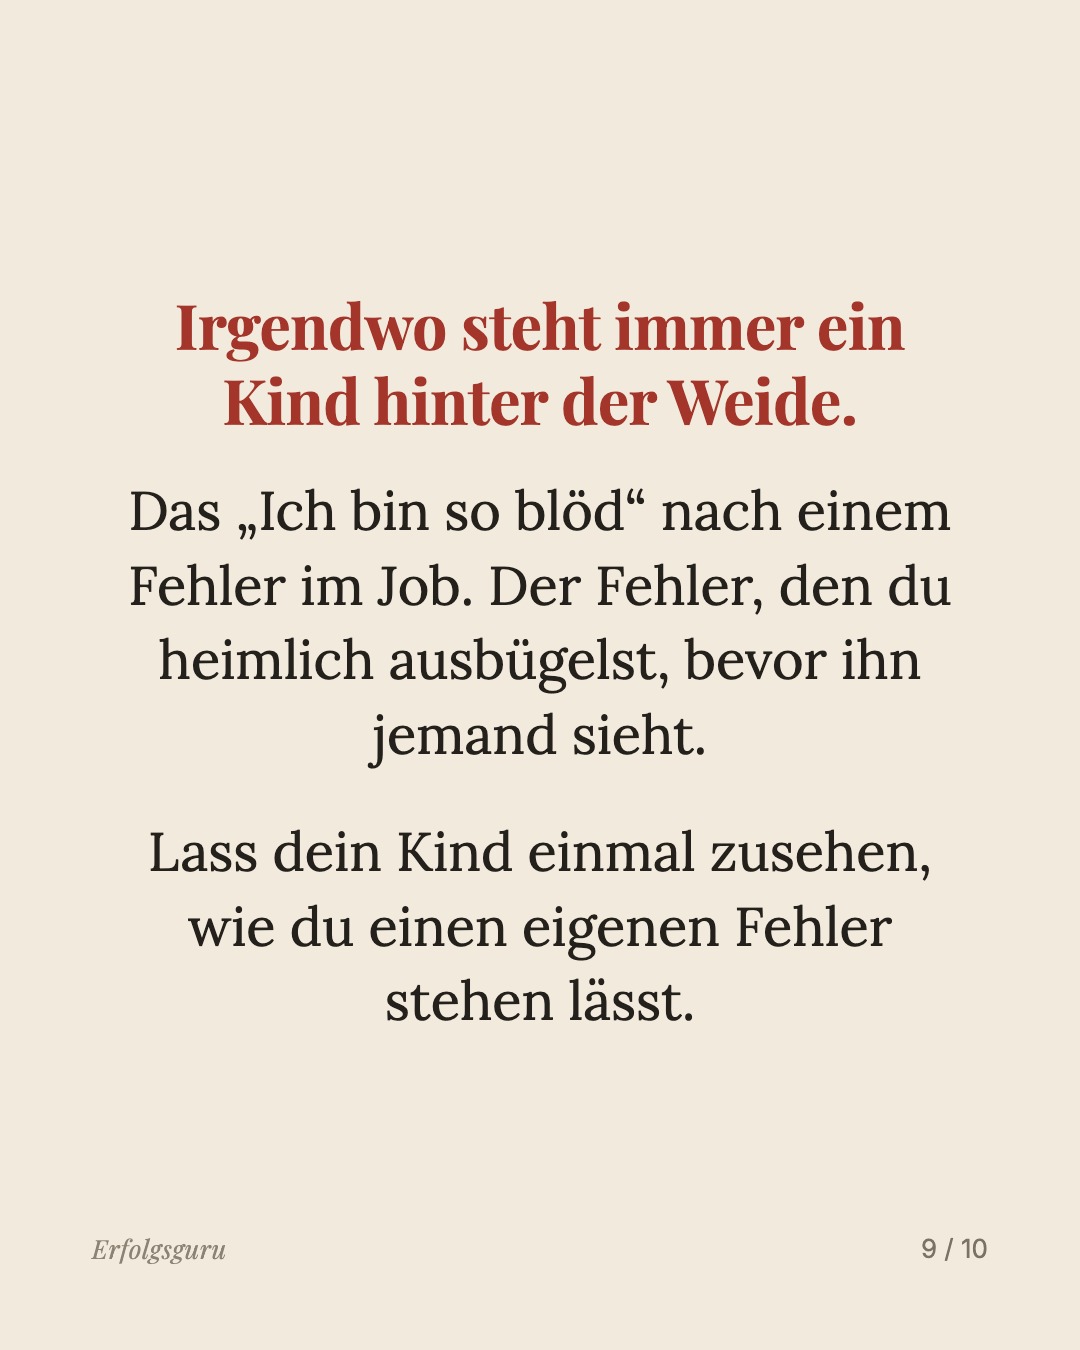 Irgendwo steht immer ein
Kind hinter der Weide.
Das „Ich bin so blöd“ nach einem
Fehler im Job. Der Fehler, den du
heimlich ausbügelst, bevor ihn
jemand sieht.
Lass dein Kind einmal zusehen,
wie du einen eigenen Fehler
stehen lässt.
Erfolgsguru
9 / 10